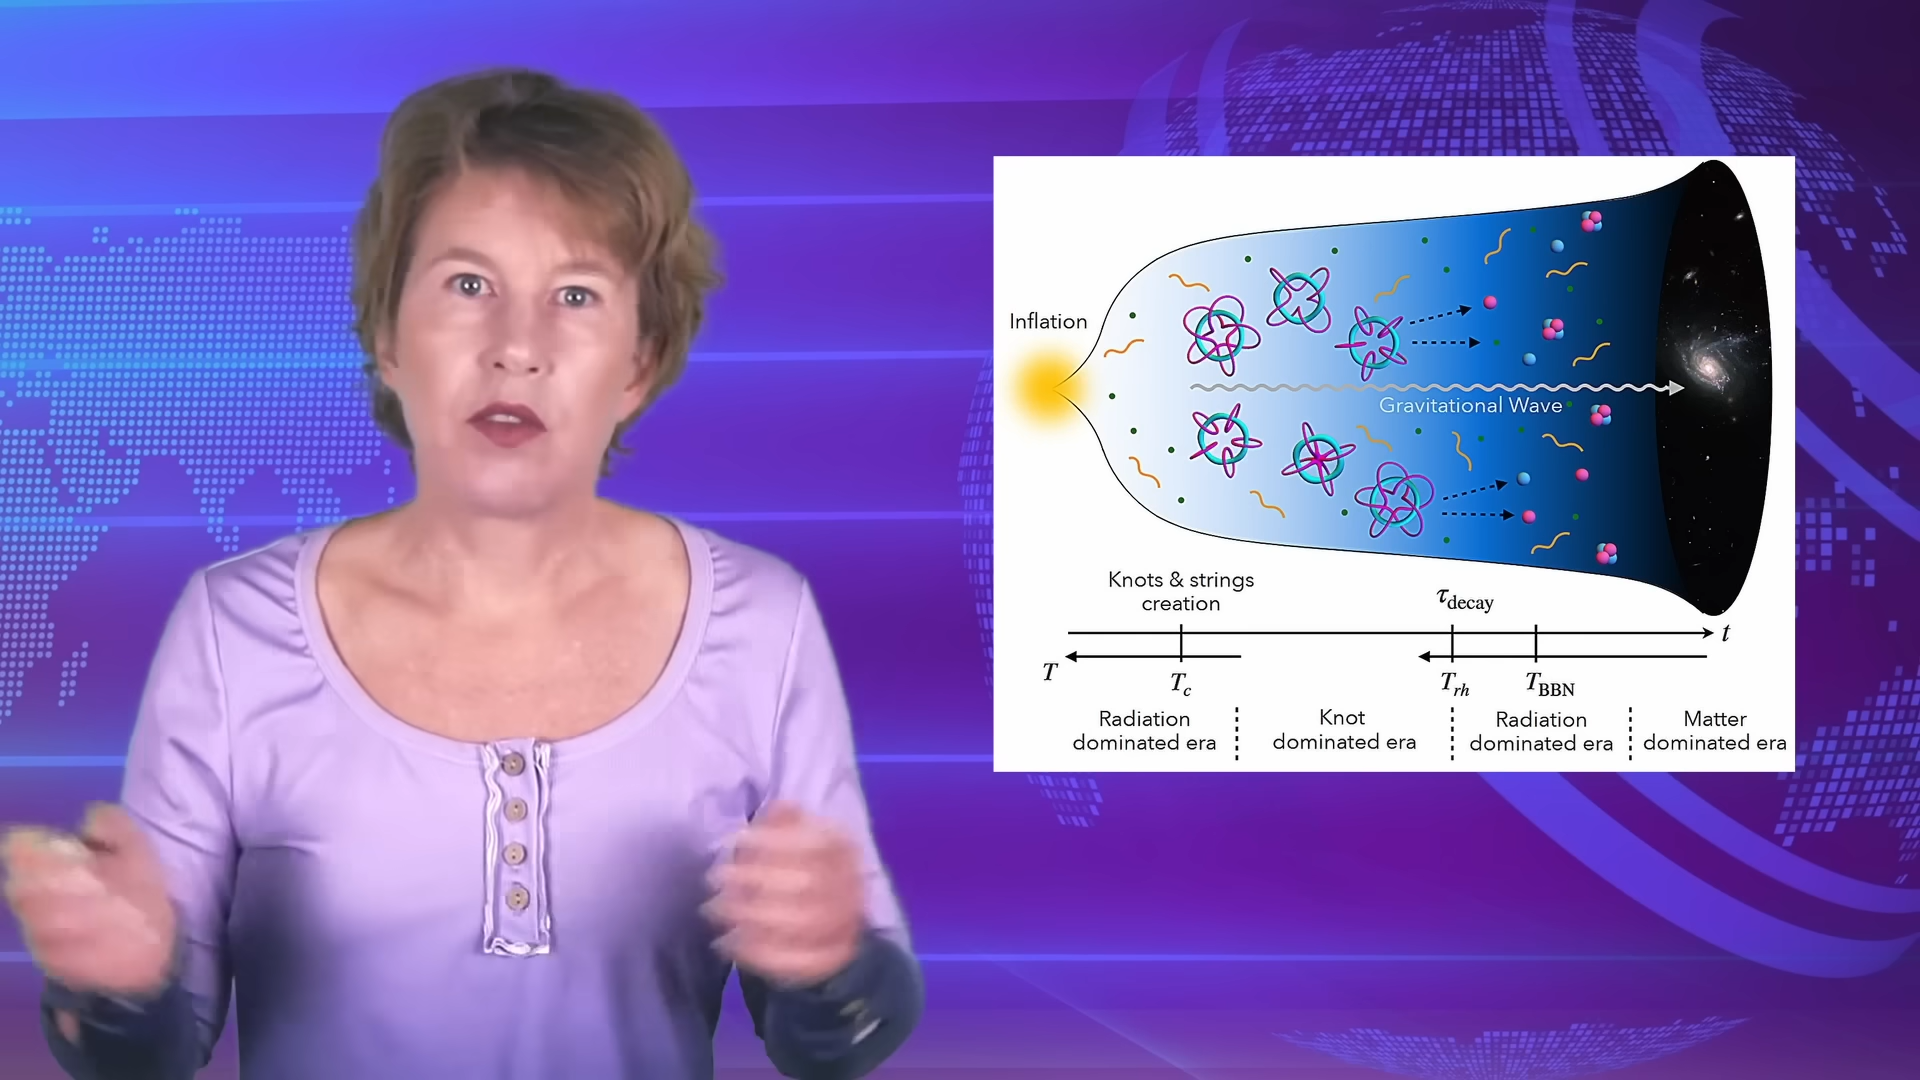 Inflation
Gravitational Wave
Knots & strings
creation
τdecay
t
T
Tc
Trh
TBBN
Radiation
dominated era
Knot
dominated era
Radiation
dominated era
Matter
dominated era